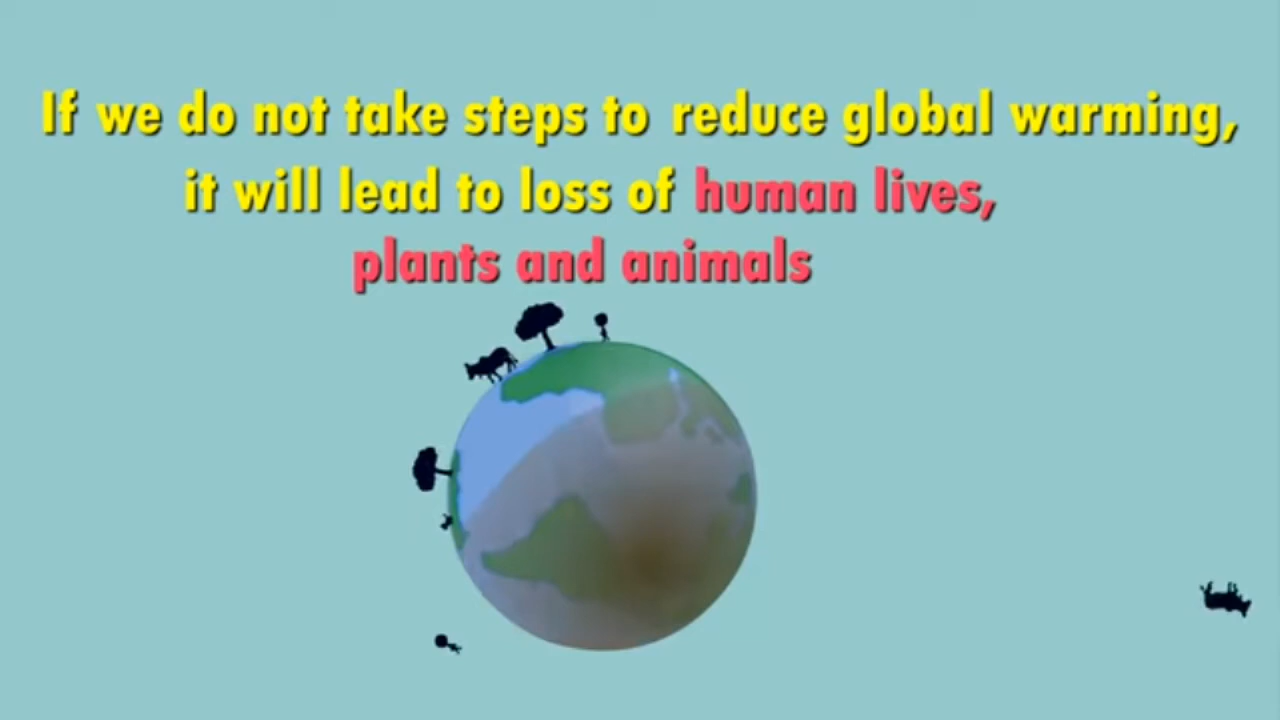 If we do not take steps to reduce global warming,
it will lead to loss of human lives,
plants and animals